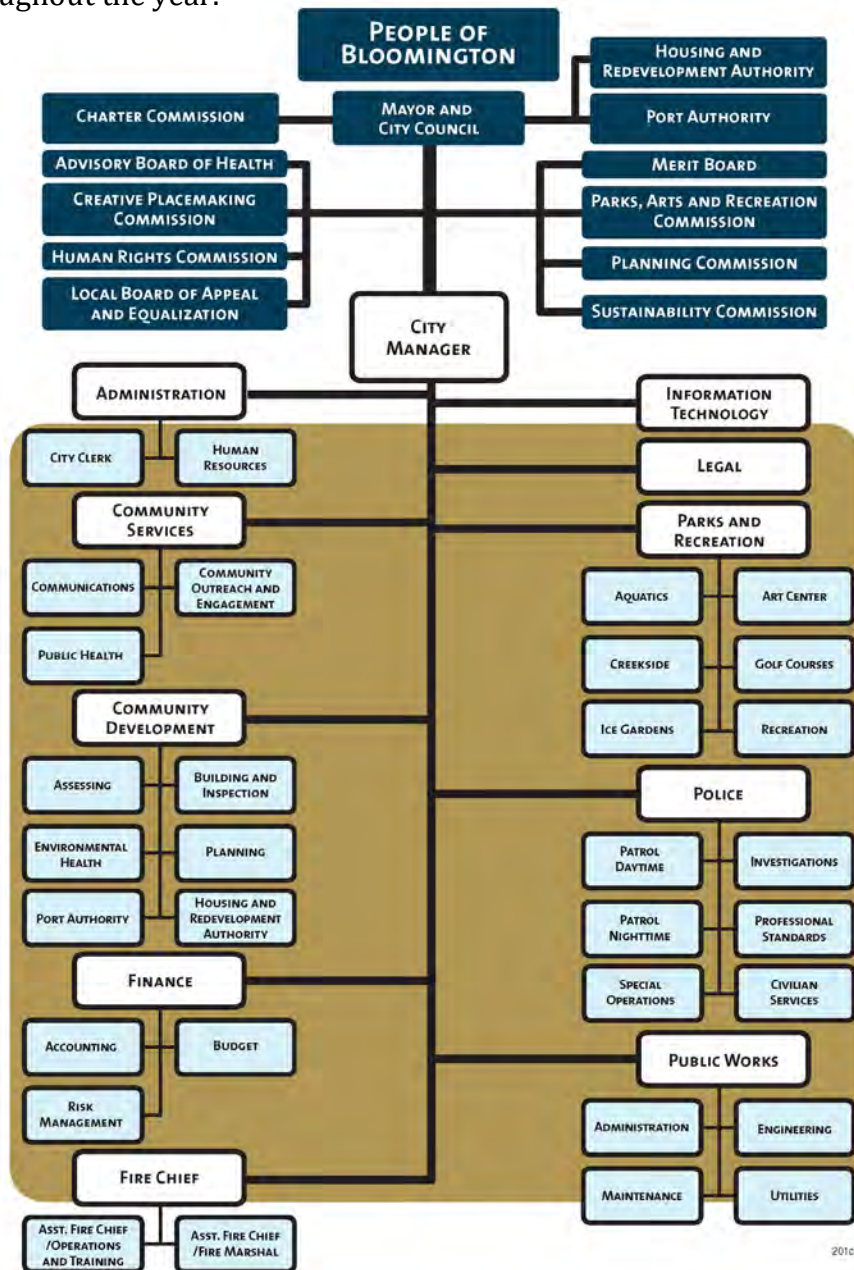 ughout the year.
PEOPLE OF
BLOOMINGTON
HOUSING AND
REDEVELOPMENT AUTHORITY
CHARTER COMMISSION
MAYOR AND
CITY COUNCIL
PORT AUTHORITY
ADVISORY BOARD OF HEALTH
MERIT BOARD
CREATIVE PLACEMAKING
COMMISSION
PARKS, ARTS AND RECREATION
COMMISSION
HUMAN RIGHTS COMMISSION
PLANNING COMMISSION
LOCAL BOARD OF APPEAL
AND EQUALIZATION
SUSTAINABILITY COMMISSION
CITY
MANAGER
ADMINISTRATION
CITY CLERK
HUMAN
RESOURCES
COMMUNITY
SERVICES
COMMUNICATIONS
COMMUNITY
OUTREACH AND
ENGAGEMENT
PUBLIC HEALTH
COMMUNITY
DEVELOPMENT
ASSESSING
BUILDING AND
INSPECTION
ENVIRONMENTAL
HEALTH
PLANNING
PORT AUTHORITY
HOUSING AND
REDEVELOPMENT
AUTHORITY
FINANCE
ACCOUNTING
BUDGET
RISK
MANAGEMENT
FIRE CHIEF
ASST. FIRE CHIEF
/OPERATIONS
AND TRAINING
ASST. FIRE CHIEF
/FIRE MARSHAL
INFORMATION
TECHNOLOGY
LEGAL
PARKS AND
RECREATION
AQUATICS
ART CENTER
CREEKSIDE
GOLF COURSES
ICE GARDENS
RECREATION
POLICE
PATROL
DAYTIME
INVESTIGATIONS
PATROL
NIGHTTIME
PROFESSIONAL
STANDARDS
SPECIAL
OPERATIONS
CIVILIAN
SERVICES
PUBLIC WORKS
ADMINISTRATION
ENGINEERING
MAINTENANCE
UTILITIES